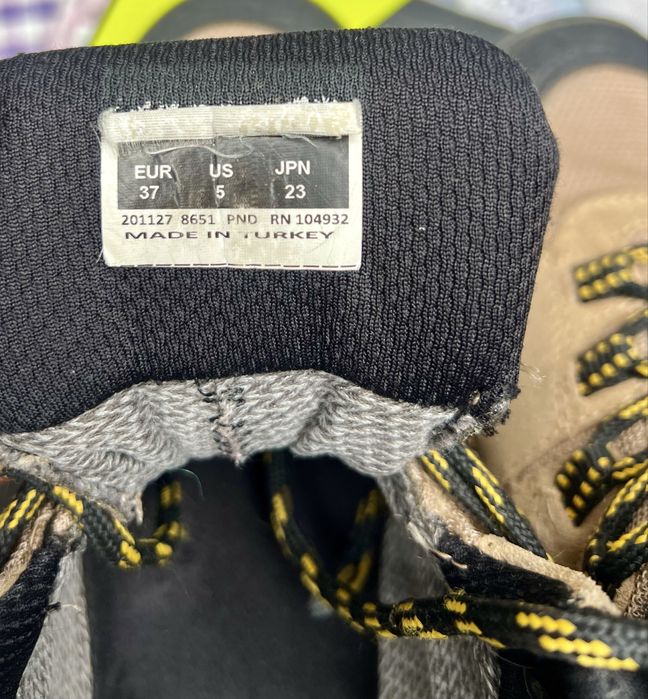 EUR US JPN
37 5 23
201127 8651 PND RN 104932
MADE IN TURKEY